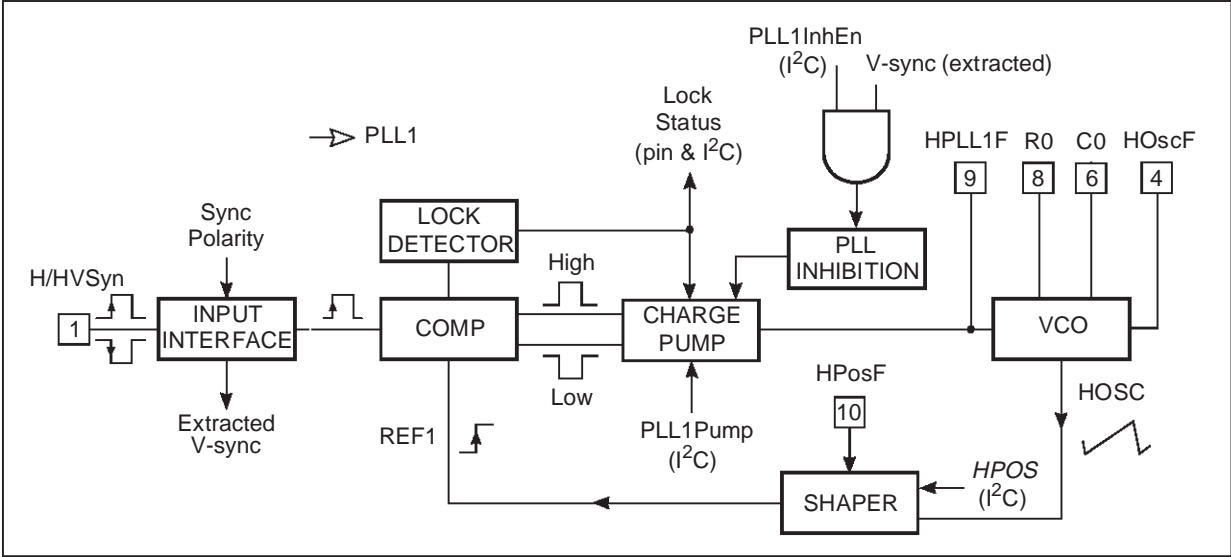 PLL1InhEn
(I²C)
V-sync (extracted)
Lock
Status
(pin & I²C)
PLL1
HPLL1F
R0
C0
HOscF
9
8
6
4
Sync
Polarity
LOCK
DETECTOR
PLL
INHIBITION
H/HVSyn
High
1
INPUT
INTERFACE
COMP
CHARGE
PUMP
VCO
Low
HPosF
HOSC
Extracted
V-sync
REF1
PLL1Pump
(I²C)
10
HPOS
(I²C)
SHAPER